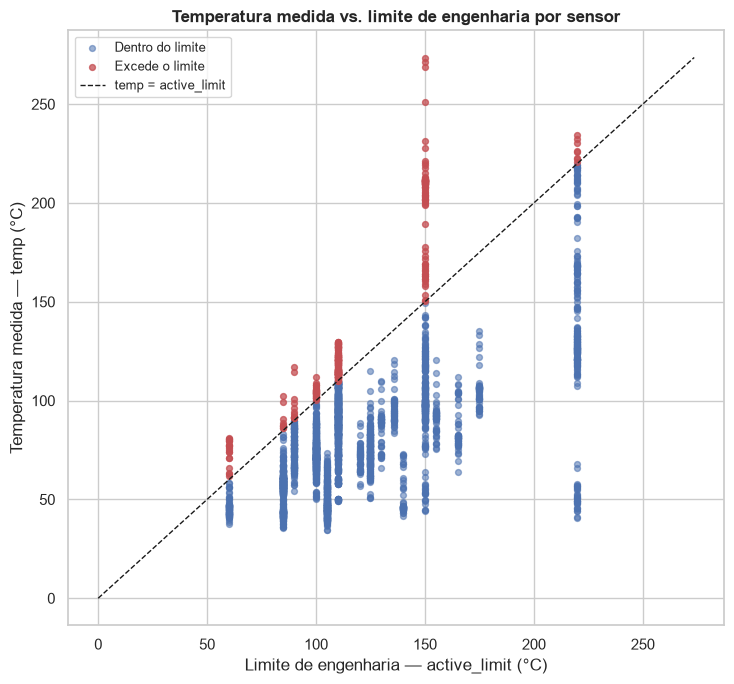 Temperatura medida vs. limite de engenharia por sensor
Dentro do limite
Excede o limite
temp = active_limit
Temperatura medida — temp (°C)
250
200
150
100
50
0
0 50 100 150 200 250
Limite de engenharia — active_limit (°C)